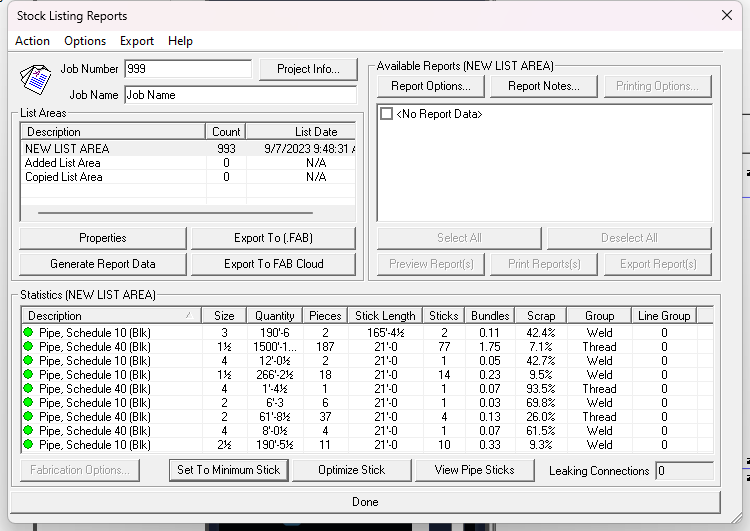 Stock Listing Reports
Action Options Export Help
Job Number 999 Project Info...
Job Name Job Name
List Areas
Description Count List Date
NEW LIST AREA 993 9/7/2023 9:48:31 A
Added List Area 0 N/A
Copied List Area 0 N/A
Properties Export To (.FAB)
Generate Report Data Export To FAB Cloud
Available Reports (NEW LIST AREA)
Report Options... Report Notes... Printing Options...
<No Report Data>
Select All Deselect All
Preview Report(s) Print Reports(s) Export Report(s)
Statistics (NEW LIST AREA)
Description Size Quantity Pieces Stick Length Sticks Bundles Scrap Group Line Group
Pipe, Schedule 10 (Blk) 3 190'-6 2 165'-4½ 2 0.11 42.4% Weld 0
Pipe, Schedule 40 (Blk) 1½ 1500'-1... 187 21'-0 77 1.75 7.1% Thread 0
Pipe, Schedule 10 (Blk) 4 12'-0½ 2 21'-0 1 0.05 42.7% Weld 0
Pipe, Schedule 10 (Blk) 1½ 266'-2½ 18 21'-0 14 0.23 9.5% Weld 0
Pipe, Schedule 40 (Blk) 4 1'-4½ 1 21'-0 1 0.07 93.5% Thread 0
Pipe, Schedule 10 (Blk) 2 6'-3 6 21'-0 1 0.03 69.8% Weld 0
Pipe, Schedule 40 (Blk) 2 61'-8½ 37 21'-0 4 0.13 26.0% Thread 0
Pipe, Schedule 40 (Blk) 4 8'-0½ 4 21'-0 1 0.07 61.5% Weld 0
Pipe, Schedule 10 (Blk) 2½ 190'-5½ 11 21'-0 10 0.33 9.3% Weld 0
Fabrication Options... Set To Minimum Stick Optimize Stick View Pipe Sticks Leaking Connections 0
Done